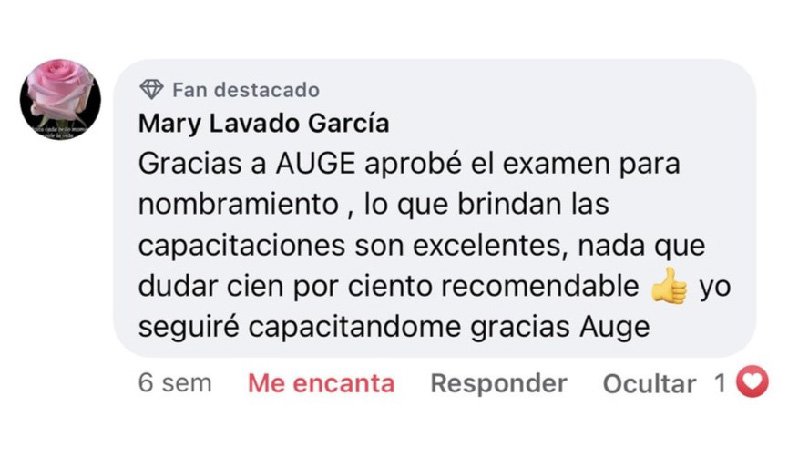 Fan destacado
Mary Lavado García
Gracias a AUGE aprobé el examen para
nombramiento , lo que brindan las
capacitaciones son excelentes, nada que
dudar cien por ciento recomendable 👍 yo
seguiré capacitandome gracias Auge
6 sem Me encanta Responder Ocultar 1